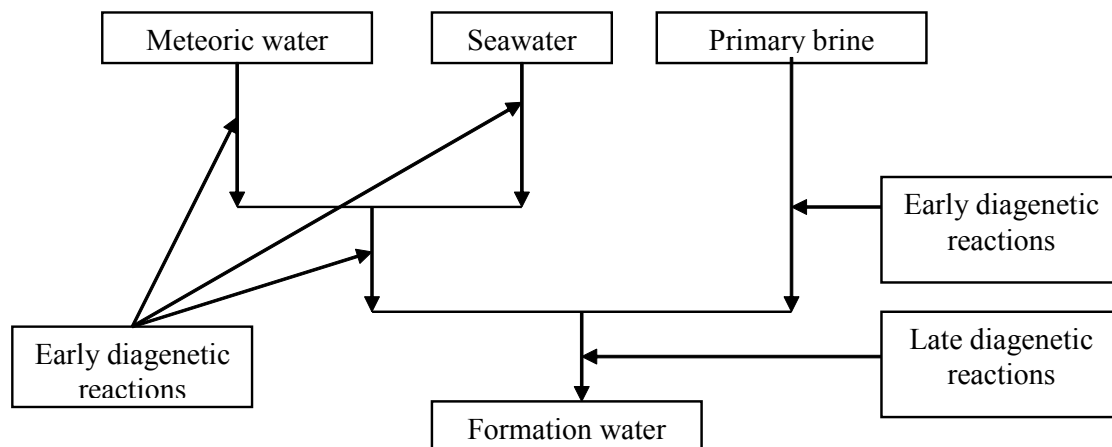 Meteoric water
Seawater
Primary brine
Early diagenetic
reactions
Early diagenetic
reactions
Late diagenetic
reactions
Formation water